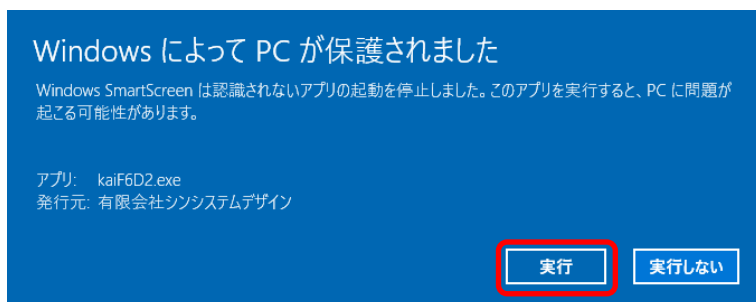 Windows によって PC が保護されました
Windows SmartScreen は認識されないアプリの起動を停止しました。このアプリを実行すると、PC に問題が
起こる可能性があります。
アプリ: kaiF6D2.exe
発行元: 有限会社シンシステムデザイン
実行 実行しない